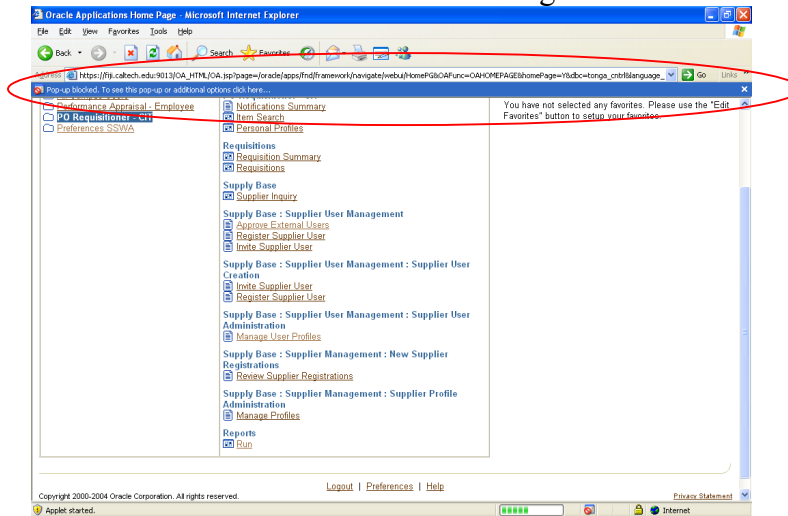 Oracle Applications Home Page - Microsoft Internet Explorer
File Edit View Favorites Tools Help
Back Search Favorites
Address https://fiji.caltech.edu:9013/OA_HTML/OA.jsp?page=/oracle/apps/fnd/framework/navigate/webui/HomePG&OAFunc=OAHOMEPAGE&homePage=Y&dbc=tonga_cntrl&language_ Go Links »
Pop-up blocked. To see this pop-up or additional options click here...
Performance Appraisal - Employee
PO Requisitioner - CIT
Preferences SSWA
Notifications Summary
Item Search
Personal Profiles
Requisitions
Requisition Summary
Requisitions
Supply Base
Supplier Inquiry
Supply Base : Supplier User Management
Approve External Users
Register Supplier User
Invite Supplier User
Supply Base : Supplier User Management : Supplier User
Creation
Invite Supplier User
Register Supplier User
Supply Base : Supplier User Management : Supplier User
Administration
Manage User Profiles
Supply Base : Supplier Management : New Supplier
Registrations
Review Supplier Registrations
Supply Base : Supplier Management : Supplier Profile
Administration
Manage Profiles
Reports
Run
You have not selected any favorites. Please use the "Edit
Favorites" button to setup your favorites.
Logout | Preferences | Help
Copyright 2000-2004 Oracle Corporation. All rights reserved.
Privacy Statement
Applet started.
Internet